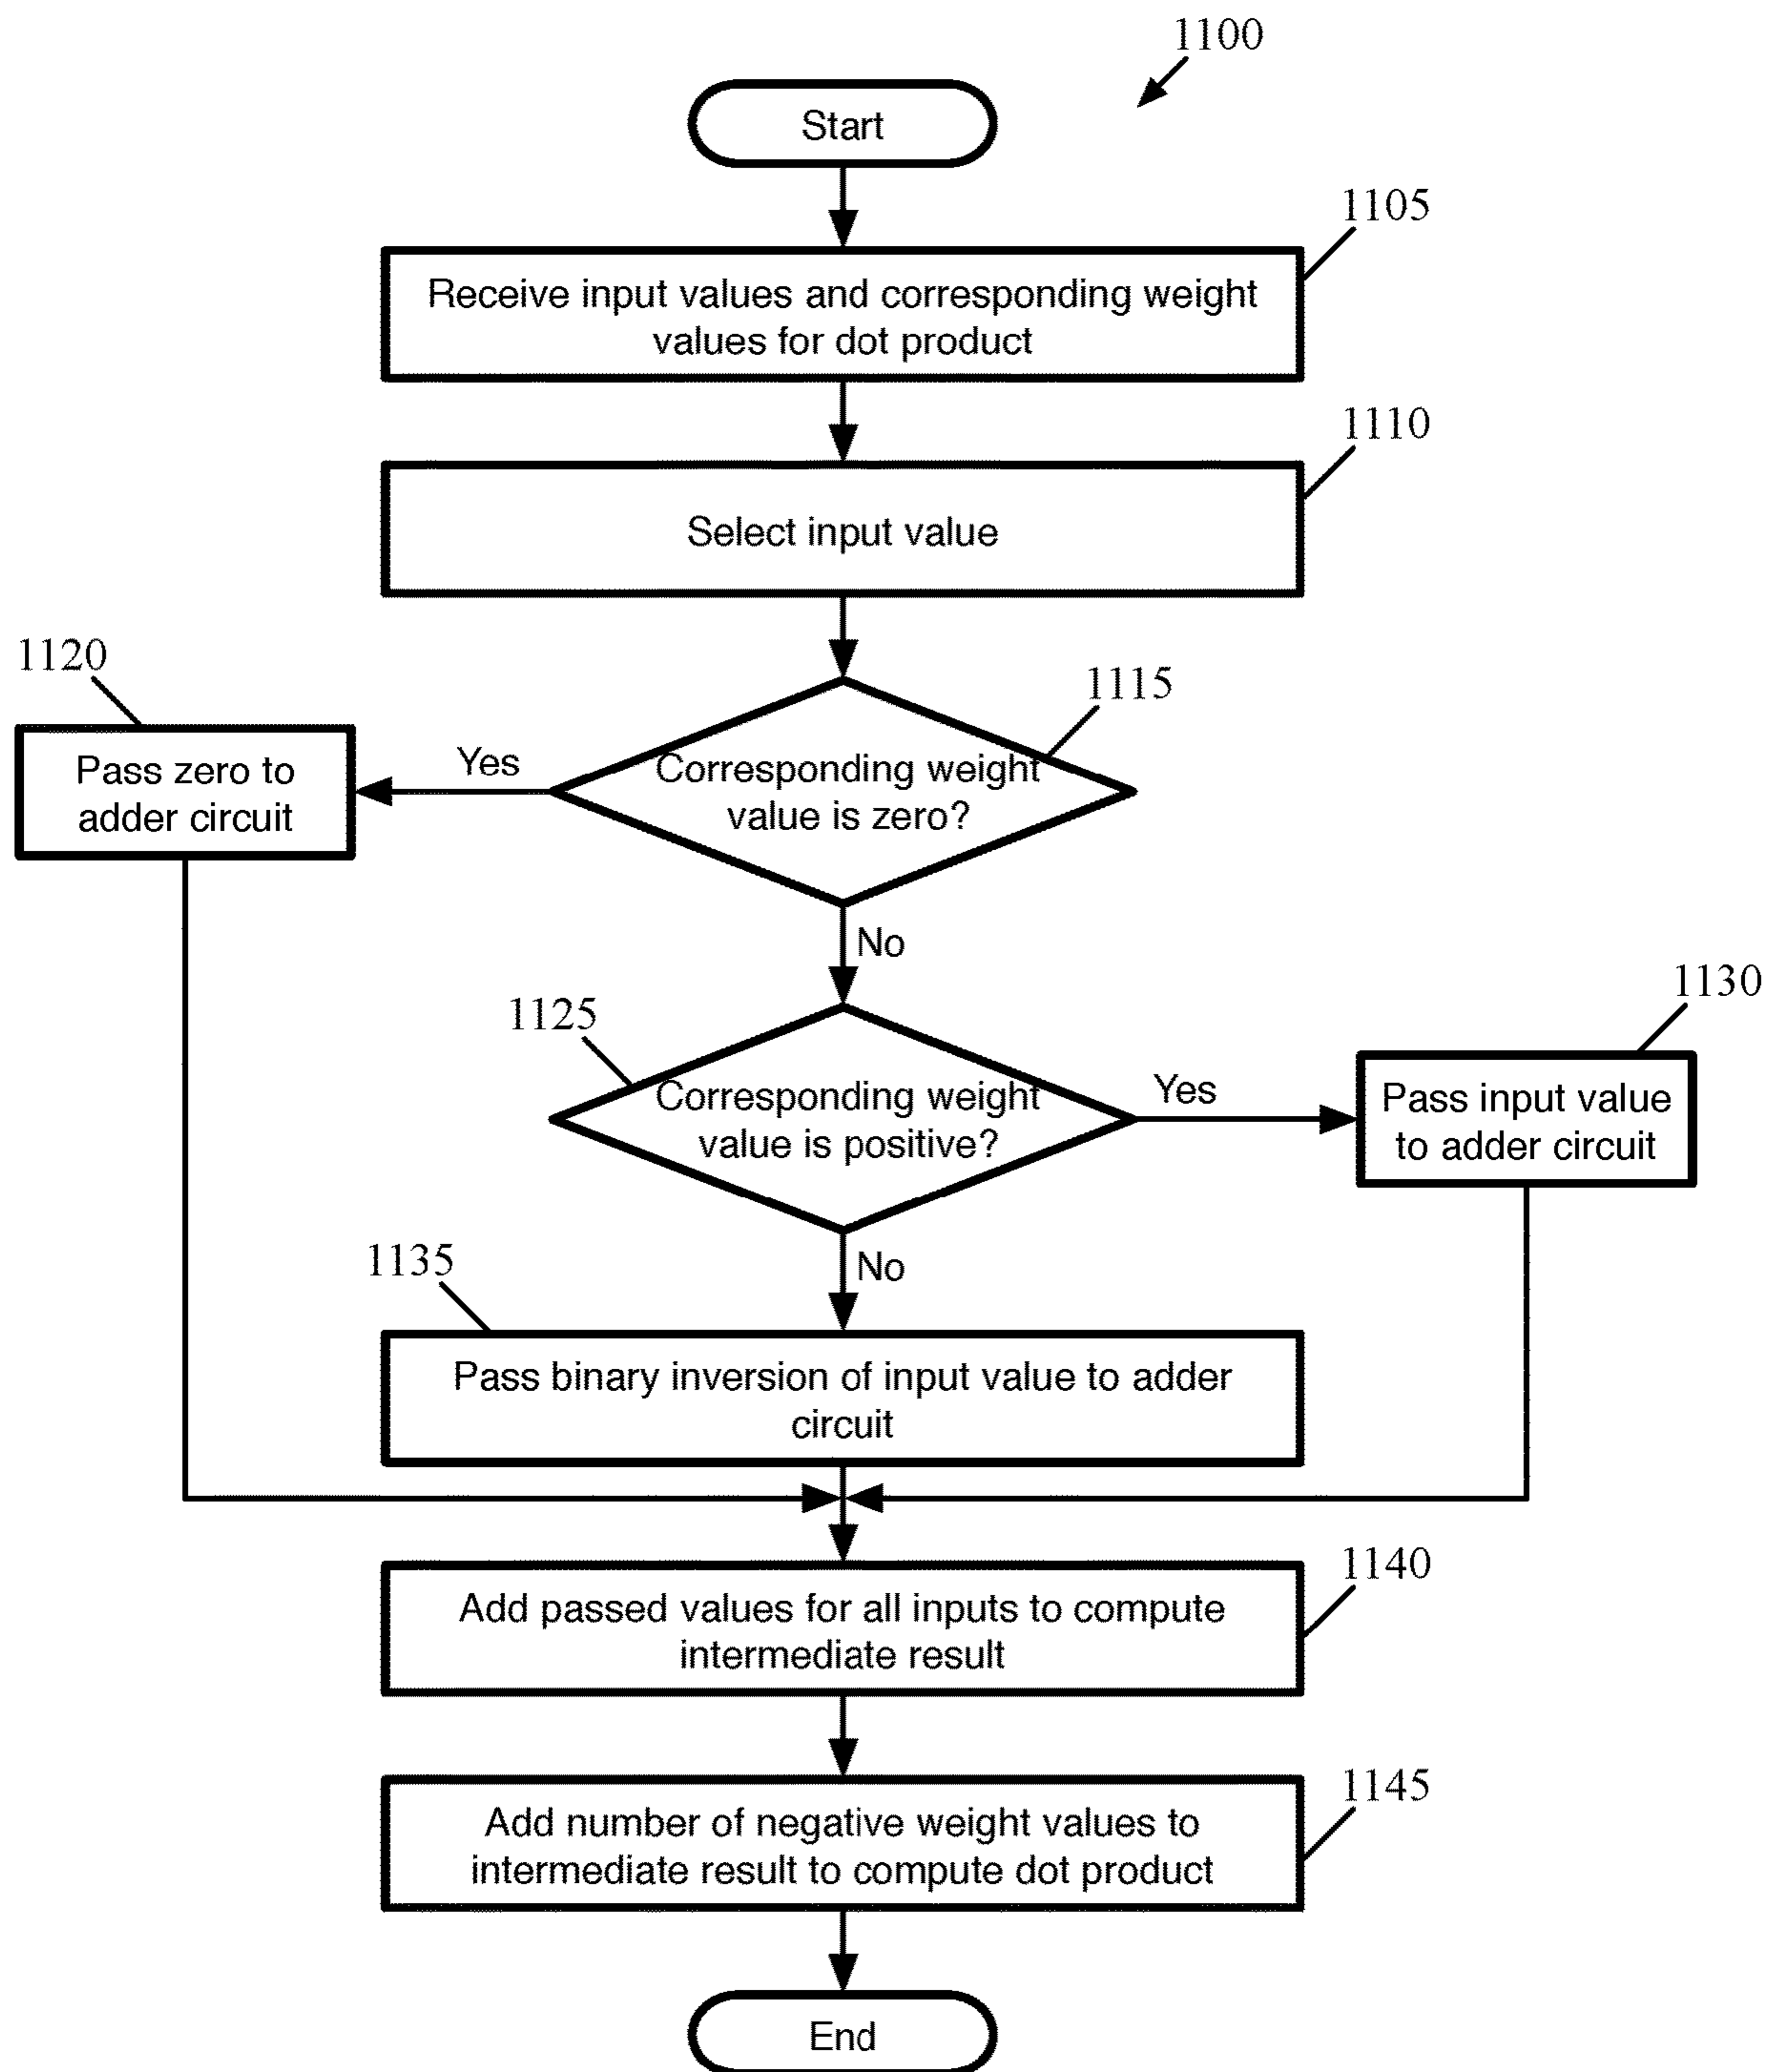 1100
Start
1105
Receive input values and corresponding weight
values for dot product
1110
Select input value
1120
1115
Pass zero to
adder circuit
Yes
Corresponding weight
value is zero?
No
1125
1130
Corresponding weight
value is positive?
Yes
Pass input value
to adder circuit
No
1135
Pass binary inversion of input value to adder
circuit
1140
Add passed values for all inputs to compute
intermediate result
1145
Add number of negative weight values to
intermediate result to compute dot product
End